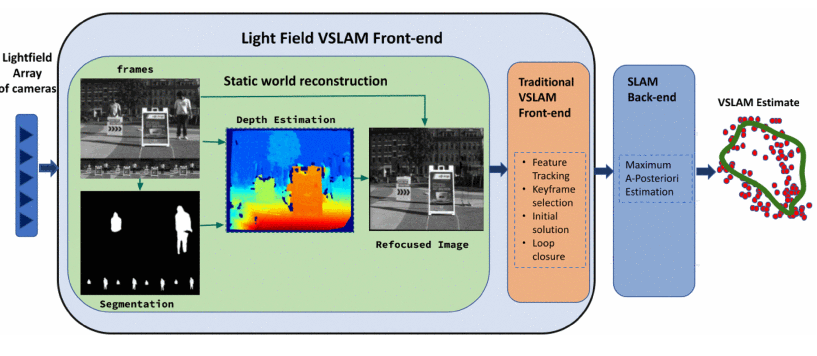 Light Field VSLAM Front-end
Lightfield
Array
of cameras
frames
Static world reconstruction
Depth Estimation
Refocused Image
Segmentation
Traditional
VSLAM
Front-end
• Feature
Tracking
• Keyframe
selection
• Initial
solution
• Loop
closure
SLAM
Back-end
Maximum
A-Posteriori
Estimation
VSLAM Estimate